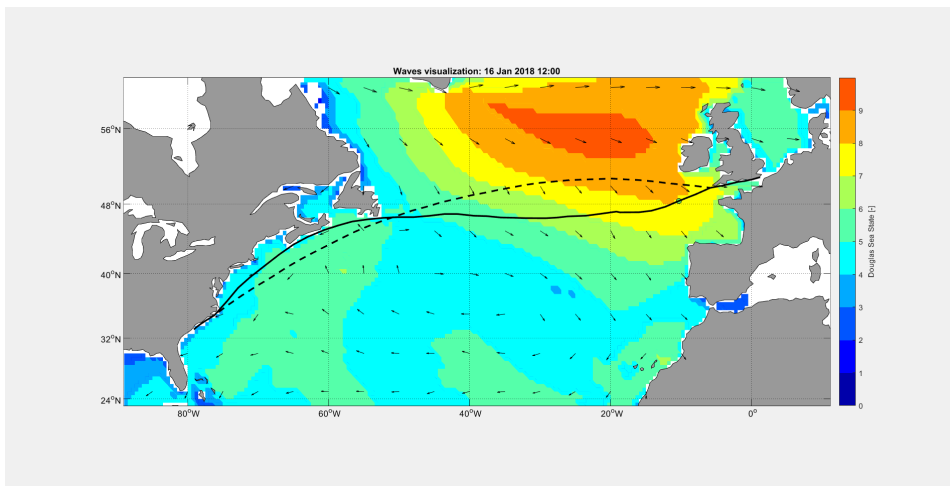 Waves visualization: 16 Jan 2018 12:00
56°N
48°N
40°N
32°N
24°N
80°W
60°W
40°W
20°W
0°
9
8
7
6
5
4
3
2
1
0
Douglas Sea State [-]